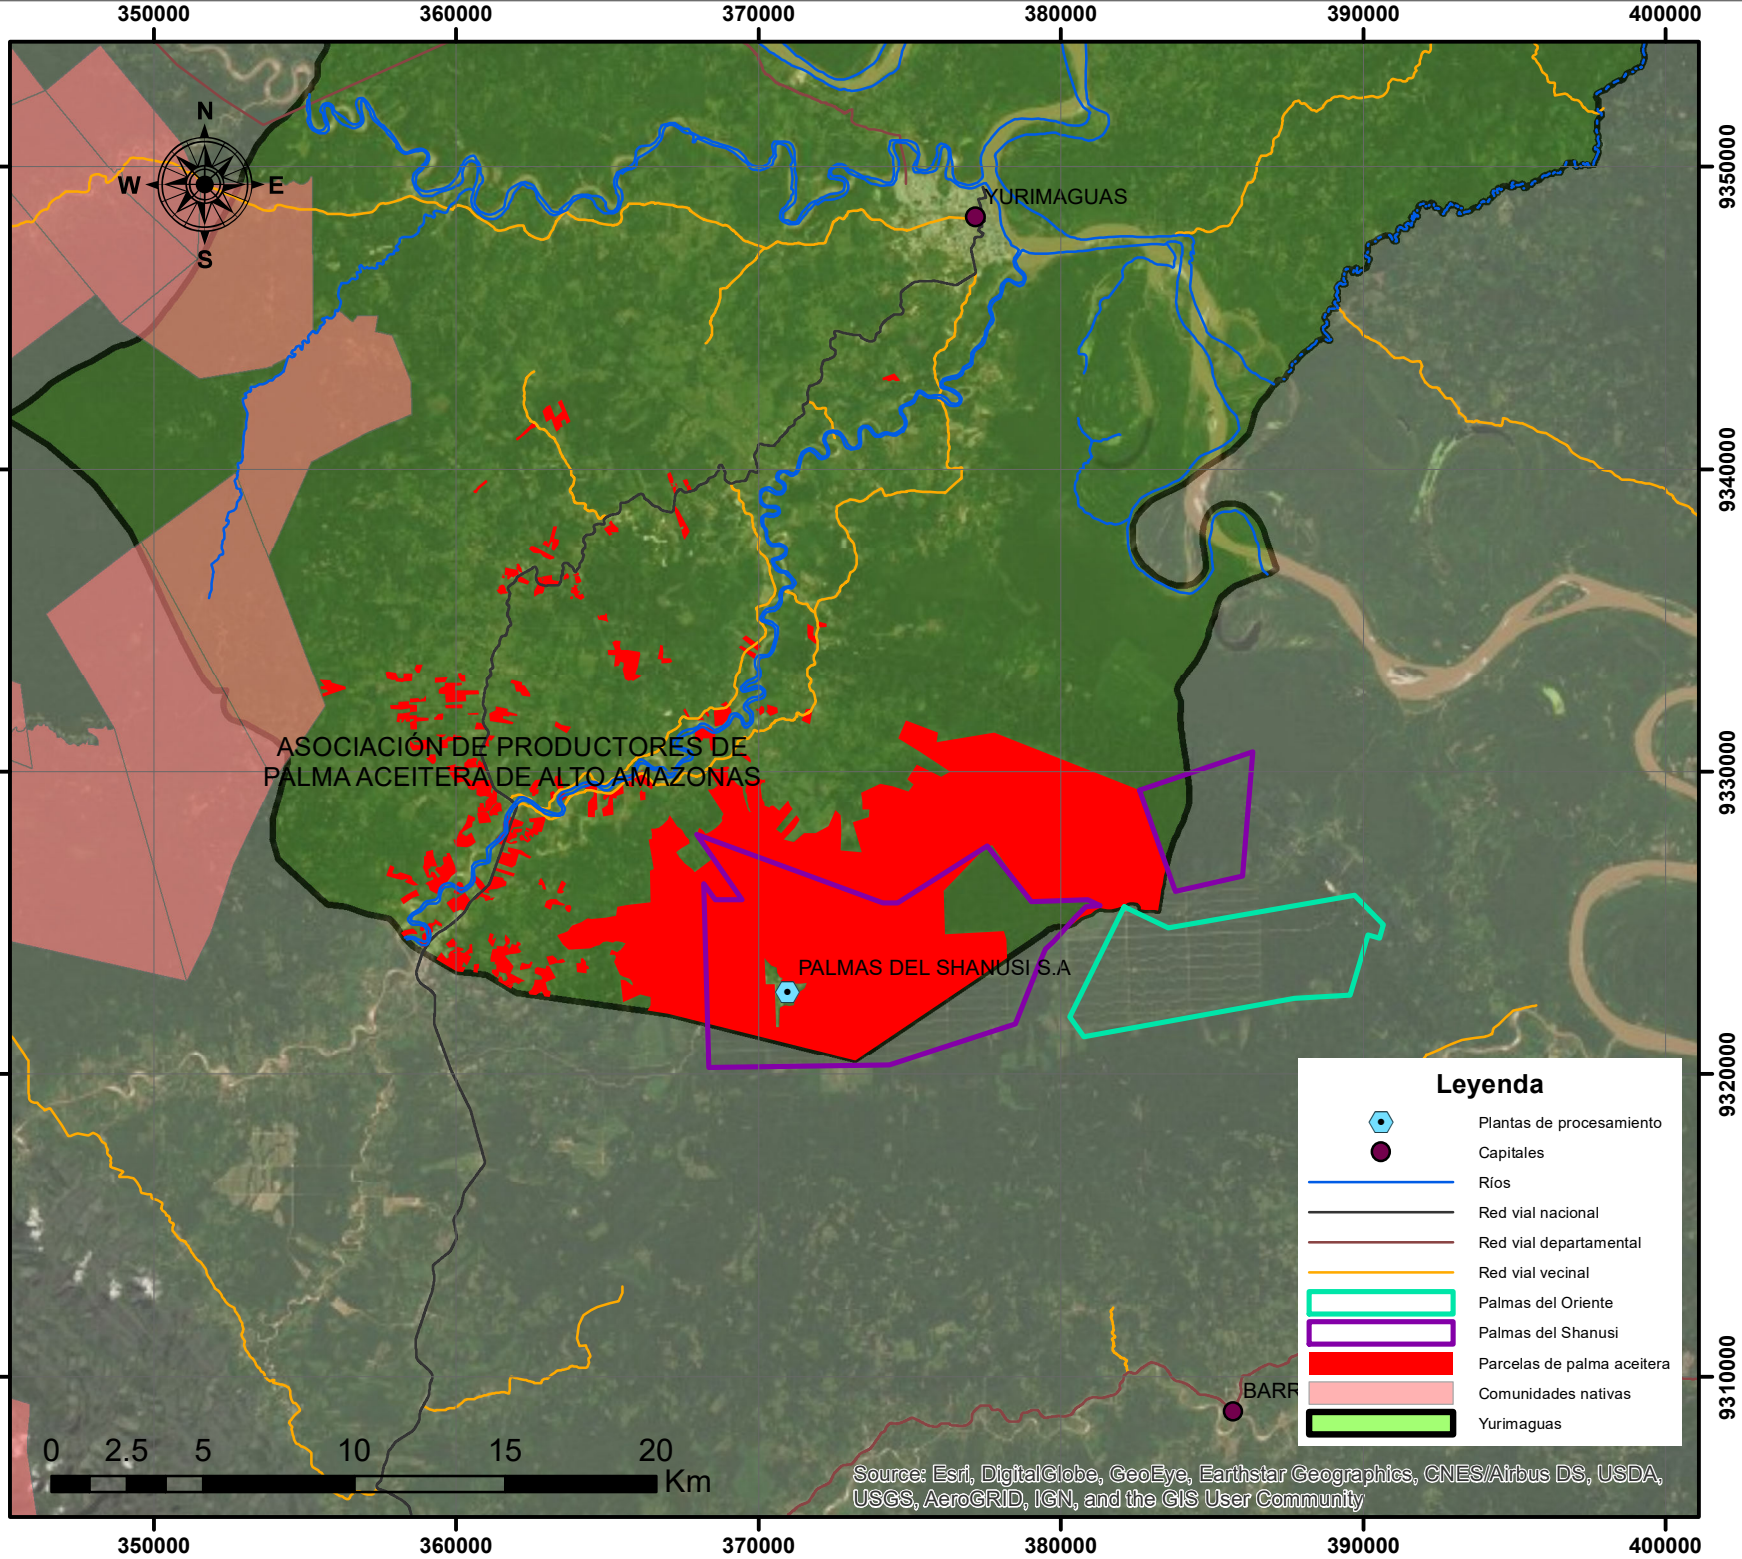 350000 360000 370000 380000 390000 400000
N
W E
S
9350000
9340000
9330000
9320000
9310000
YURIMAGUAS
ASOCIACIÓN DE PRODUCTORES DE
PALMA ACEITERA DE ALTO AMAZONAS
PALMAS DEL SHANUSI S.A
BARR
Leyenda
Plantas de procesamiento
Capitales
Ríos
Red vial nacional
Red vial departamental
Red vial vecinal
Palmas del Oriente
Palmas del Shanusi
Parcelas de palma aceitera
Comunidades nativas
Yurimaguas
0 2.5 5 10 15 20
Km
Source: Esri, DigitalGlobe, GeoEye, Earthstar Geographics, CNES/Airbus DS, USDA,
USGS, AeroGRID, IGN, and the GIS User Community
350000 360000 370000 380000 390000 400000